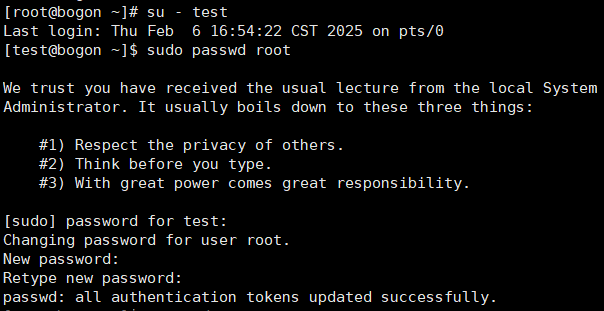 [root@bogon ~]# su - test
Last login: Thu Feb  6 16:54:22 CST 2025 on pts/0
[test@bogon ~]$ sudo passwd root

We trust you have received the usual lecture from the local System
Administrator. It usually boils down to these three things:

    #1) Respect the privacy of others.
    #2) Think before you type.
    #3) With great power comes great responsibility.

[sudo] password for test:
Changing password for user root.
New password:
Retype new password:
passwd: all authentication tokens updated successfully.